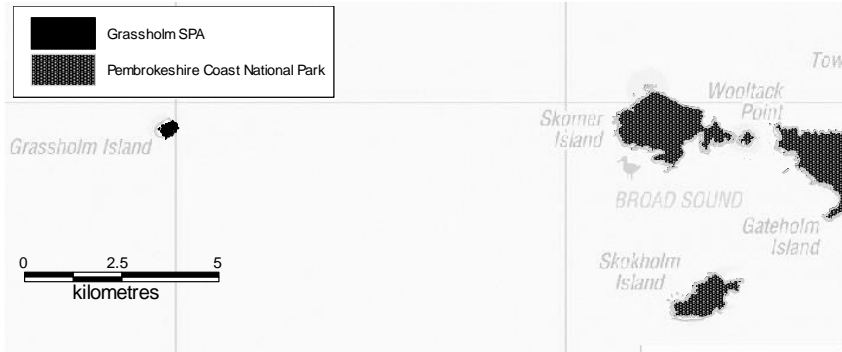 Grassholm SPA
Pembrokeshire Coast National Park
Tow
Wooltack
Point
Skomer
Island
Grassholm Island
BROAD SOUND
Gateholm
Island
Skokholm
Island
0 2.5 5
kilometres